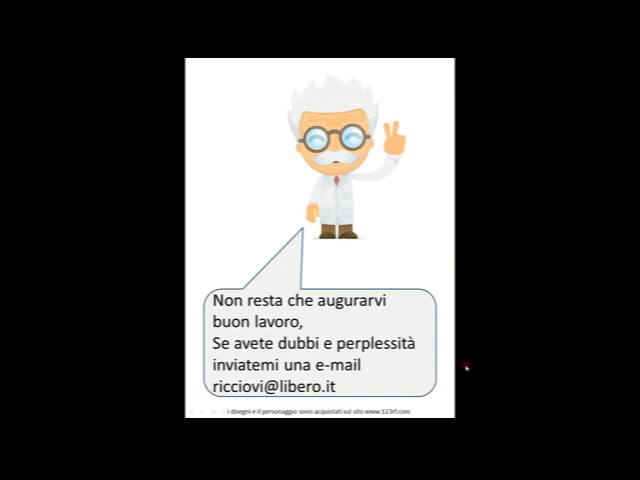 Non resta che augurarvi
buon lavoro,
Se avete dubbi e perplessità
inviatemi una e-mail
ricciovi@libero.it
I disegni e il personaggio sono acquistati sul sito www.123rf.com